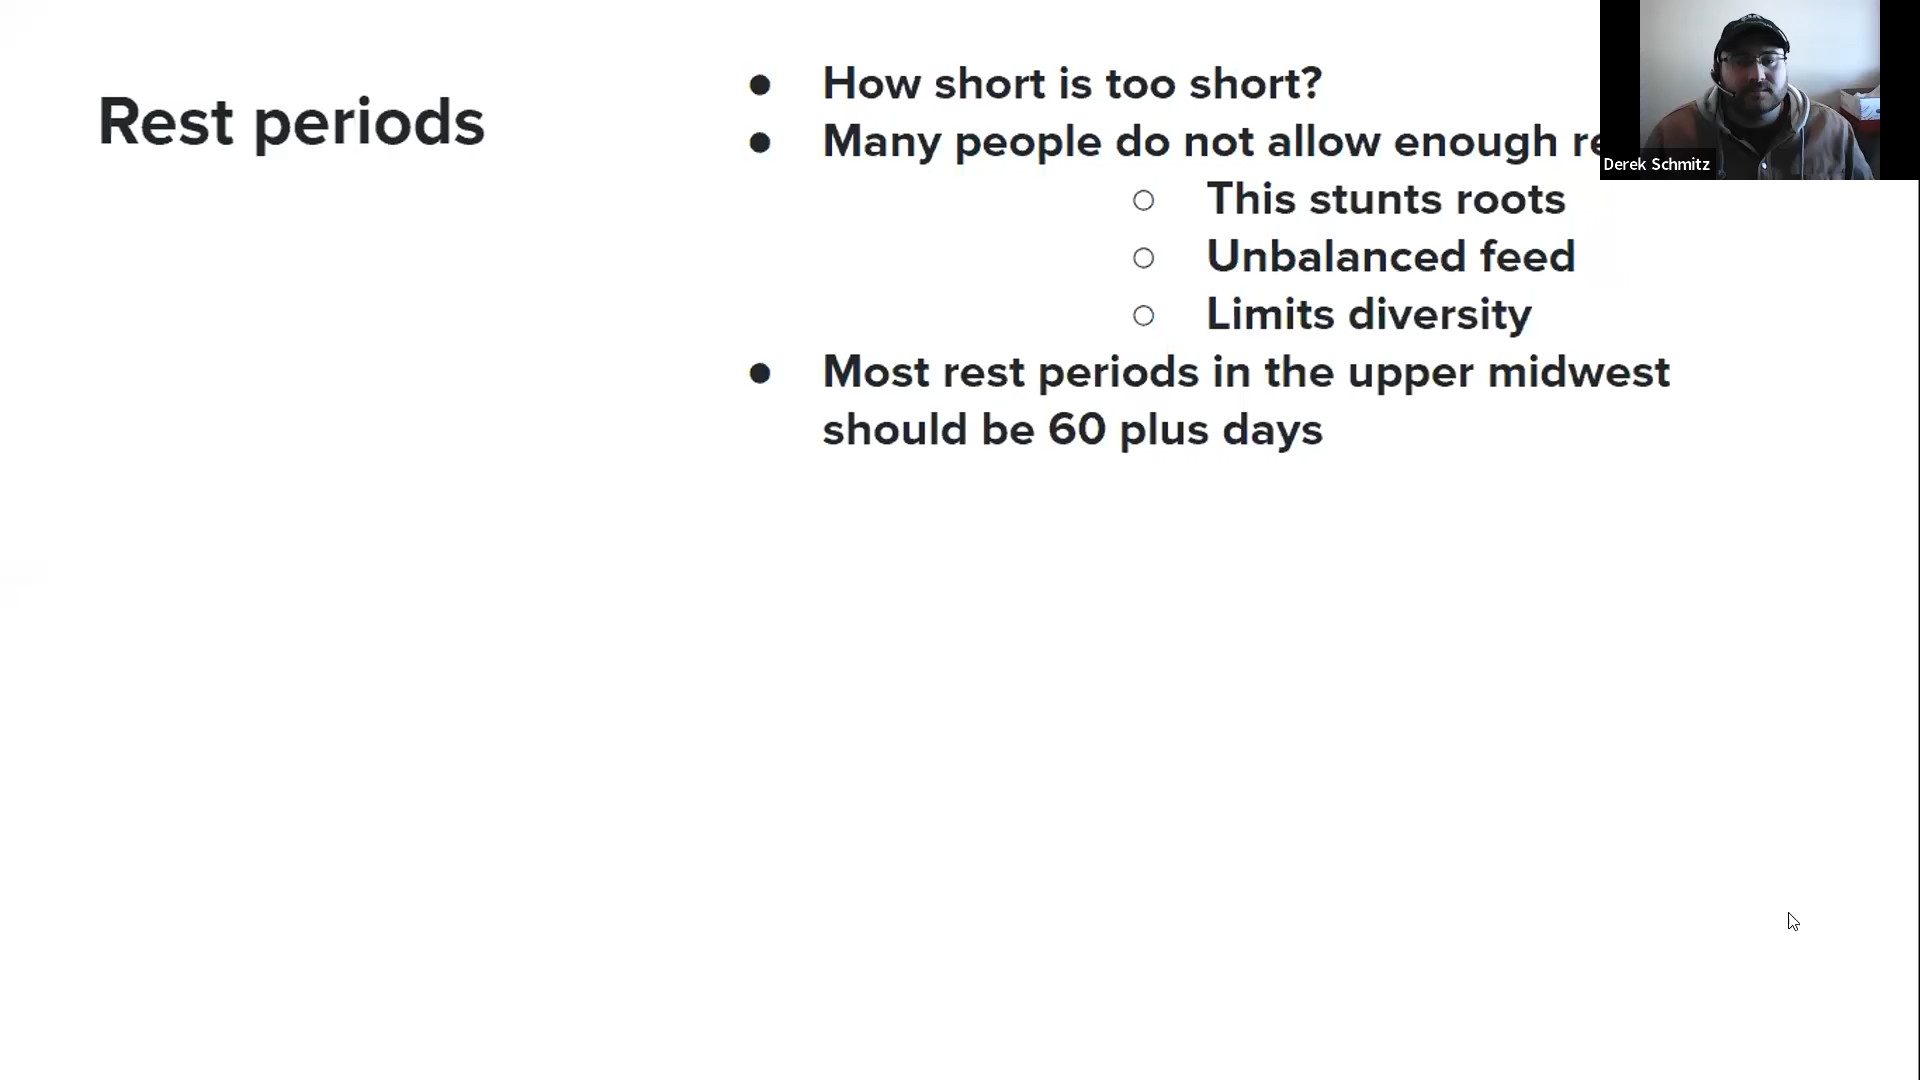 Rest periods
● How short is too short?
● Many people do not allow enough
○ This stunts roots
○ Unbalanced feed
○ Limits diversity
● Most rest periods in the upper midwest
should be 60 plus days
Derek Schmitz